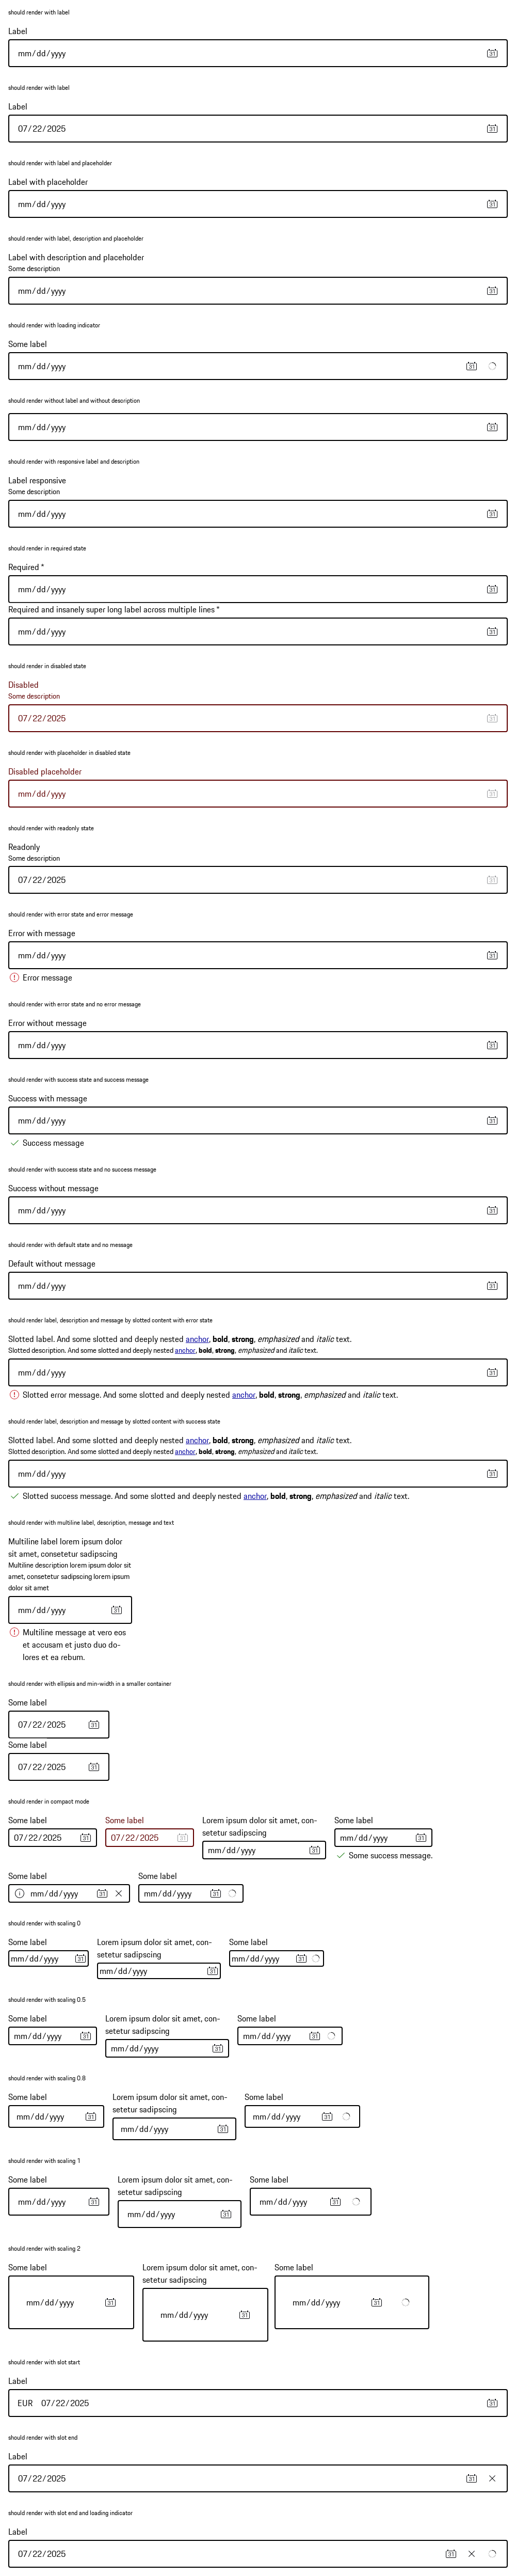 should render with label
Label
mm/dd/yyyy
should render with label
Label
07/22/2025
should render with label and placeholder
Label with placeholder
mm/dd/yyyy
should render with label, description and placeholder
Label with description and placeholder
Some description
mm/dd/yyyy
should render with loading indicator
Some label
mm/dd/yyyy
should render without label and without description
mm/dd/yyyy
should render with responsive label and description
Label responsive
Some description
mm/dd/yyyy
should render in required state
Required *
mm/dd/yyyy
Required and insanely super long label across multiple lines *
mm/dd/yyyy
should render in disabled state
Disabled
Some description
07/22/2025
should render with placeholder in disabled state
Disabled placeholder
mm/dd/yyyy
should render with readonly state
Readonly
Some description
07/22/2025
should render with error state and error message
Error with message
mm/dd/yyyy
Error message
should render with error state and no error message
Error without message
mm/dd/yyyy
should render with success state and success message
Success with message
mm/dd/yyyy
Success message
should render with success state and no success message
Success without message
mm/dd/yyyy
should render with default state and no message
Default without message
mm/dd/yyyy
should render label, description and message by slotted content with error state
Slotted label. And some slotted and deeply nested anchor, bold, strong, emphasized and italic text.
Slotted description. And some slotted and deeply nested anchor, bold, strong, emphasized and italic text.
mm/dd/yyyy
Slotted error message. And some slotted and deeply nested anchor, bold, strong, emphasized and italic text.
should render label, description and message by slotted content with success state
Slotted label. And some slotted and deeply nested anchor, bold, strong, emphasized and italic text.
Slotted description. And some slotted and deeply nested anchor, bold, strong, emphasized and italic text.
mm/dd/yyyy
Slotted success message. And some slotted and deeply nested anchor, bold, strong, emphasized and italic text.
should render with multiline label, description, message and text
Multiline label lorem ipsum dolor
sit amet, consetetur sadipscing
Multiline description lorem ipsum dolor sit
amet, consetetur sadipscing lorem ipsum
dolor sit amet
mm/dd/yyyy
Multiline message at vero eos
et accusam et justo duo do-
lores et ea rebum.
should render with ellipsis and min-width in a smaller container
Some label
07/22/2025
Some label
07/22/2025
should render in compact mode
Some label
07/22/2025
Some label
07/22/2025
Lorem ipsum dolor sit amet, con-
setetur sadipscing
mm/dd/yyyy
Some label
mm/dd/yyyy
Some success message.
Some label
mm/dd/yyyy
Some label
mm/dd/yyyy
should render with scaling 0
Some label
mm/dd/yyyy
Lorem ipsum dolor sit amet, con-
setetur sadipscing
mm/dd/yyyy
Some label
mm/dd/yyyy
should render with scaling 0.5
Some label
mm/dd/yyyy
Lorem ipsum dolor sit amet, con-
setetur sadipscing
mm/dd/yyyy
Some label
mm/dd/yyyy
should render with scaling 0.8
Some label
mm/dd/yyyy
Lorem ipsum dolor sit amet, con-
setetur sadipscing
mm/dd/yyyy
Some label
mm/dd/yyyy
should render with scaling 1
Some label
mm/dd/yyyy
Lorem ipsum dolor sit amet, con-
setetur sadipscing
mm/dd/yyyy
Some label
mm/dd/yyyy
should render with scaling 2
Some label
mm/dd/yyyy
Lorem ipsum dolor sit amet, con-
setetur sadipscing
mm/dd/yyyy
Some label
mm/dd/yyyy
should render with slot start
Label
EUR 07/22/2025
should render with slot end
Label
07/22/2025
should render with slot end and loading indicator
Label
07/22/2025